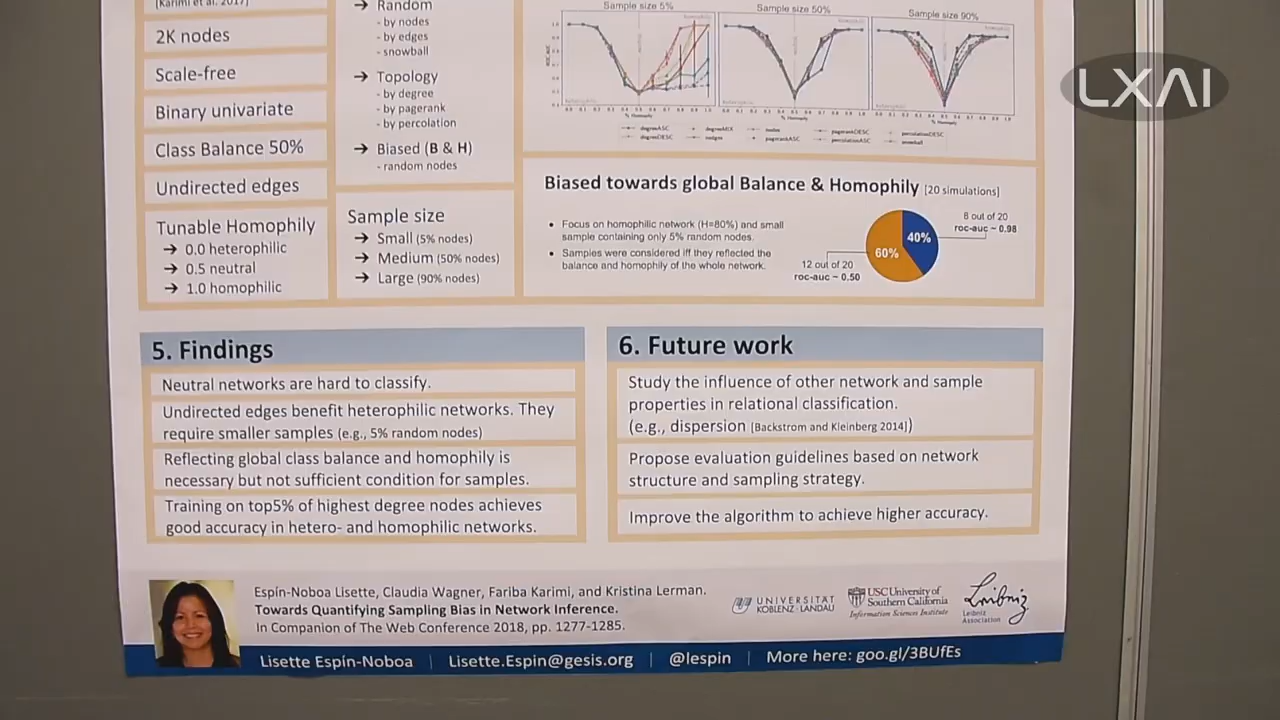 [Karimi et al. 2017]
2K nodes
Scale-free
Binary univariate
Class Balance 50%
Undirected edges
Tunable Homophily
→ 0.0 heterophilic
→ 0.5 neutral
→ 1.0 homophilic
→ Random
- by nodes
- by edges
- snowball
→ Topology
- by degree
- by pagerank
- by percolation
→ Biased (B & H)
- random nodes
Sample size
→ Small (5% nodes)
→ Medium (50% nodes)
→ Large (90% nodes)
Sample size 5%
Sample size 50%
Sample size 90%
LXAI
Biased towards global Balance & Homophily [20 simulations]
• Focus on homophilic network (H=80%) and small
sample containing only 5% random nodes.
• Samples were considered iff they reflected the
balance and homophily of the whole network.
8 out of 20
roc-auc ~ 0.98
40%
60%
12 out of 20
roc-auc ~ 0.50
5. Findings
Neutral networks are hard to classify.
Undirected edges benefit heterophilic networks. They
require smaller samples (e.g., 5% random nodes)
Reflecting global class balance and homophily is
necessary but not sufficient condition for samples.
Training on top5% of highest degree nodes achieves
good accuracy in hetero- and homophilic networks.
6. Future work
Study the influence of other network and sample
properties in relational classification.
(e.g., dispersion [Backstrom and Kleinberg 2014])
Propose evaluation guidelines based on network
structure and sampling strategy.
Improve the algorithm to achieve higher accuracy.
Espín-Noboa Lisette, Claudia Wagner, Fariba Karimi, and Kristina Lerman.
Towards Quantifying Sampling Bias in Network Inference.
In Companion of The Web Conference 2018, pp. 1277-1285.
UNIVERSITÄT
KOBLENZ·LANDAU
USC University of
Southern California
Information Sciences Institute
Leibniz
Leibniz
Association
Lisette Espín-Noboa | Lisette.Espin@gesis.org | @lespin | More here: goo.gl/3BUfEs